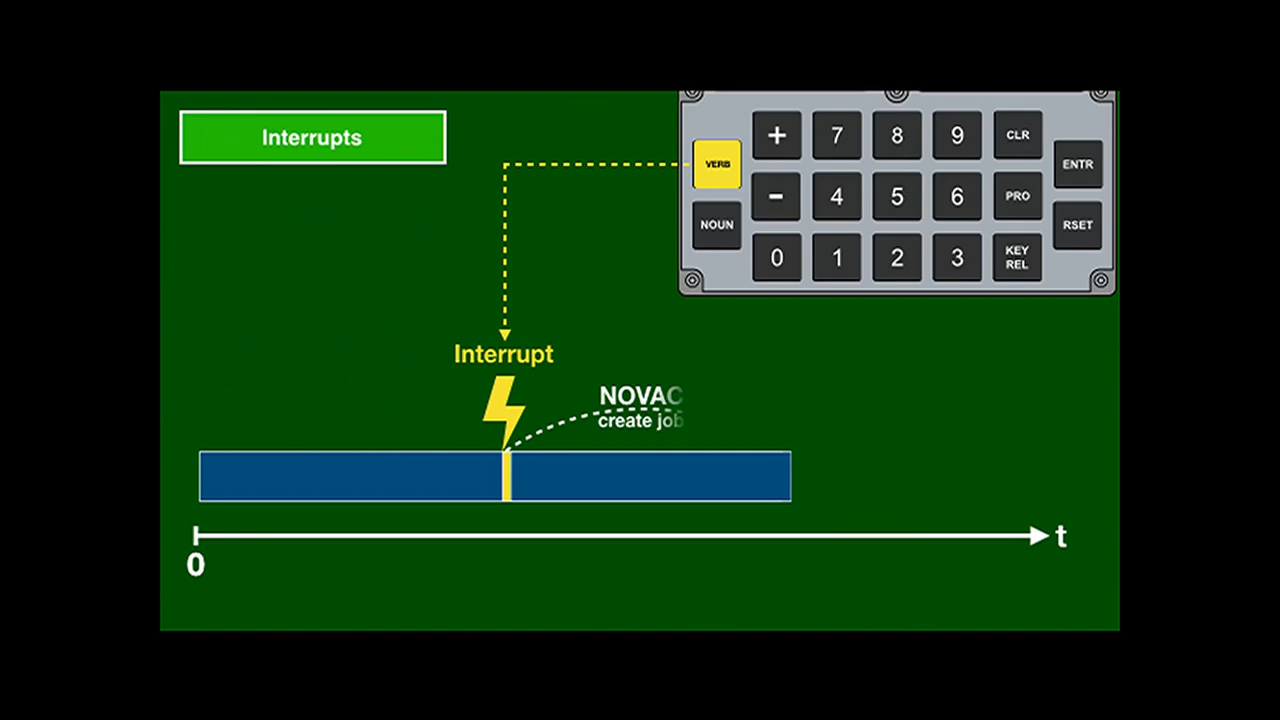 Interrupts
+ 7 8 9 CLR
VERB
ENTR
- 4 5 6 PRO
NOUN
RSET
0 1 2 3 KEY
REL
Interrupt
NOVAC
create job
t
0